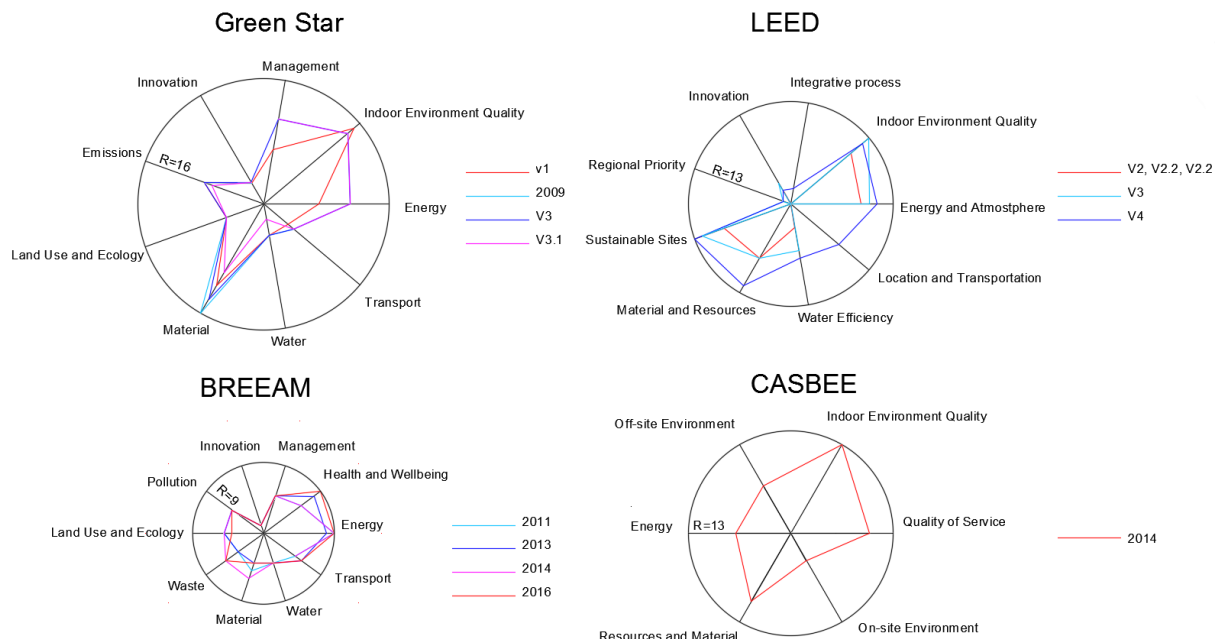 Green Star
Management
Innovation
Indoor Environment Quality
Emissions
R=16
Energy
Land Use and Ecology
Transport
Material
Water
v1
2009
V3
V3.1
LEED
Integrative process
Innovation
Indoor Environment Quality
Regional Priority
R=13
Energy and Atmostphere
Sustainable Sites
Location and Transportation
Material and Resources
Water Efficiency
V2, V2.2, V2.2
V3
V4
BREEAM
Innovation
Management
Pollution
Health and Wellbeing
R=9
Land Use and Ecology
Energy
Waste
Transport
Material
Water
2011
2013
2014
2016
CASBEE
Indoor Environment Quality
Off-site Environment
Energy
R=13
Quality of Service
Resources and Material
On-site Environment
2014